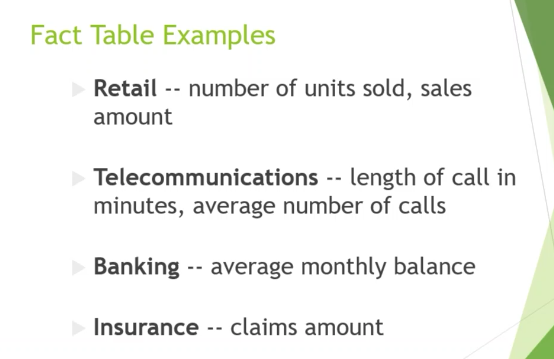 Fact Table Examples
Retail -- number of units sold, sales
amount
Telecommunications -- length of call in
minutes, average number of calls
Banking -- average monthly balance
Insurance -- claims amount